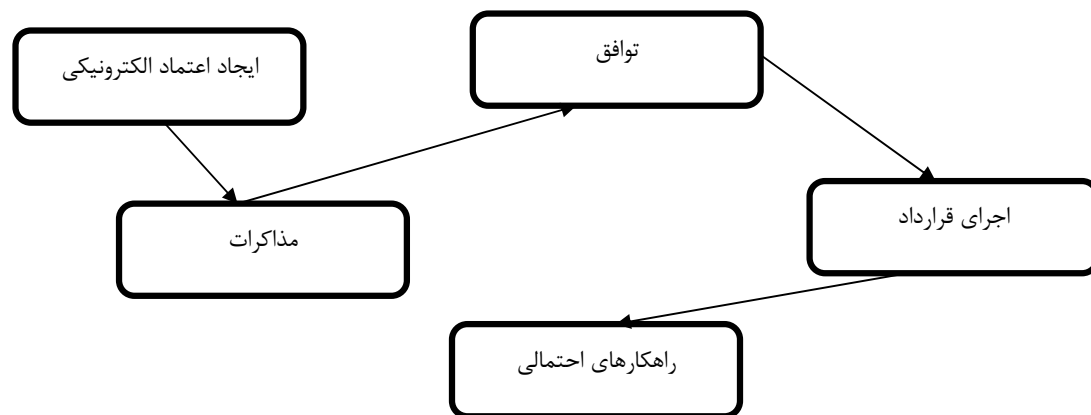 ایجاد اعتماد الکترونیکی
مذاکرات
توافق
اجرای قرارداد
راهکارهای احتمالی